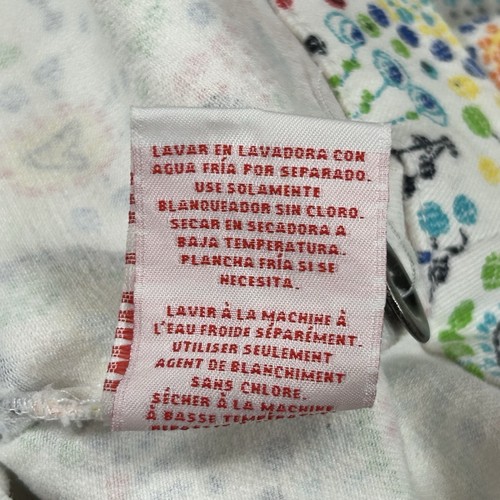 LAVAR EN LAVADORA CON
AGUA FRÍA POR SEPARADO.
USE SOLAMENTE
BLANQUEADOR SIN CLORO.
SECAR EN SECADORA A
BAJA TEMPERATURA.
PLANCHA FRÍA SI SE
NECESITA.
LAVER À LA MACHINE À
L'EAU FROIDE SÉPARÉMENT.
UTILISER SEULEMENT
AGENT DE BLANCHIMENT
SANS CHLORE.
SÉCHER À LA MACHINE
À BASSE